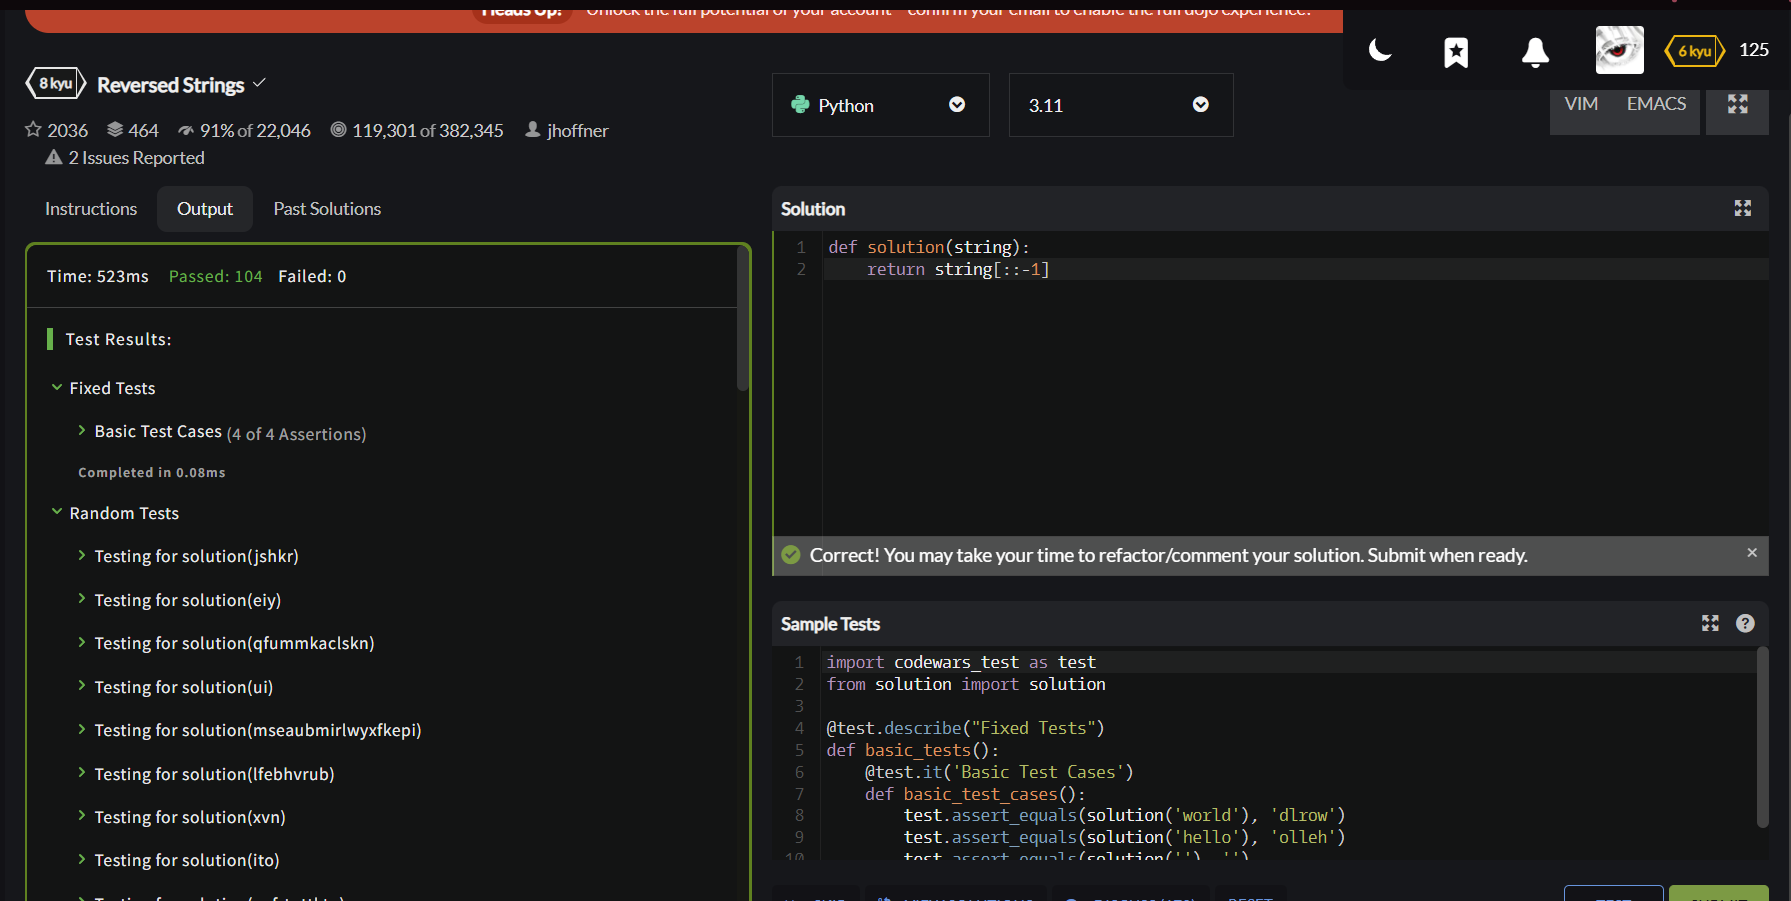 Heads Up! Unlock the full potential of your account - confirm your email to enable the full dojo experience.
6 kyu 125
8 kyu Reversed Strings
2036 464 91% of 22,046 119,301 of 382,345 jhoffner
2 Issues Reported
Python 3.11 VIM EMACS
Instructions Output Past Solutions
Time: 523ms Passed: 104 Failed: 0
Test Results:
Fixed Tests
Basic Test Cases (4 of 4 Assertions)
Completed in 0.08ms
Random Tests
Testing for solution(jshkr)
Testing for solution(eiy)
Testing for solution(qfummkaclskn)
Testing for solution(ui)
Testing for solution(mseaubmirlwyxfkepi)
Testing for solution(lfebhvrub)
Testing for solution(xvn)
Testing for solution(ito)
Solution
1 def solution(string):
2     return string[::-1]
Correct! You may take your time to refactor/comment your solution. Submit when ready.
Sample Tests
1 import codewars_test as test
2 from solution import solution
3
4 @test.describe("Fixed Tests")
5 def basic_tests():
6     @test.it('Basic Test Cases')
7     def basic_test_cases():
8         test.assert_equals(solution('world'), 'dlrow')
9         test.assert_equals(solution('hello'), 'olleh')
10         test.assert_equals(solution(''), '')